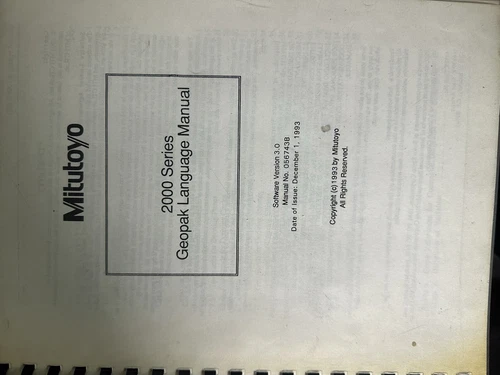 Mitutoyo
2000 Series
Geopak Language Manual
Software Version 3.0
Manual No. 056743B
Date of Issue: December 1, 1993
Copyright (c) 1993 by Mitutoyo
All Rights Reserved.